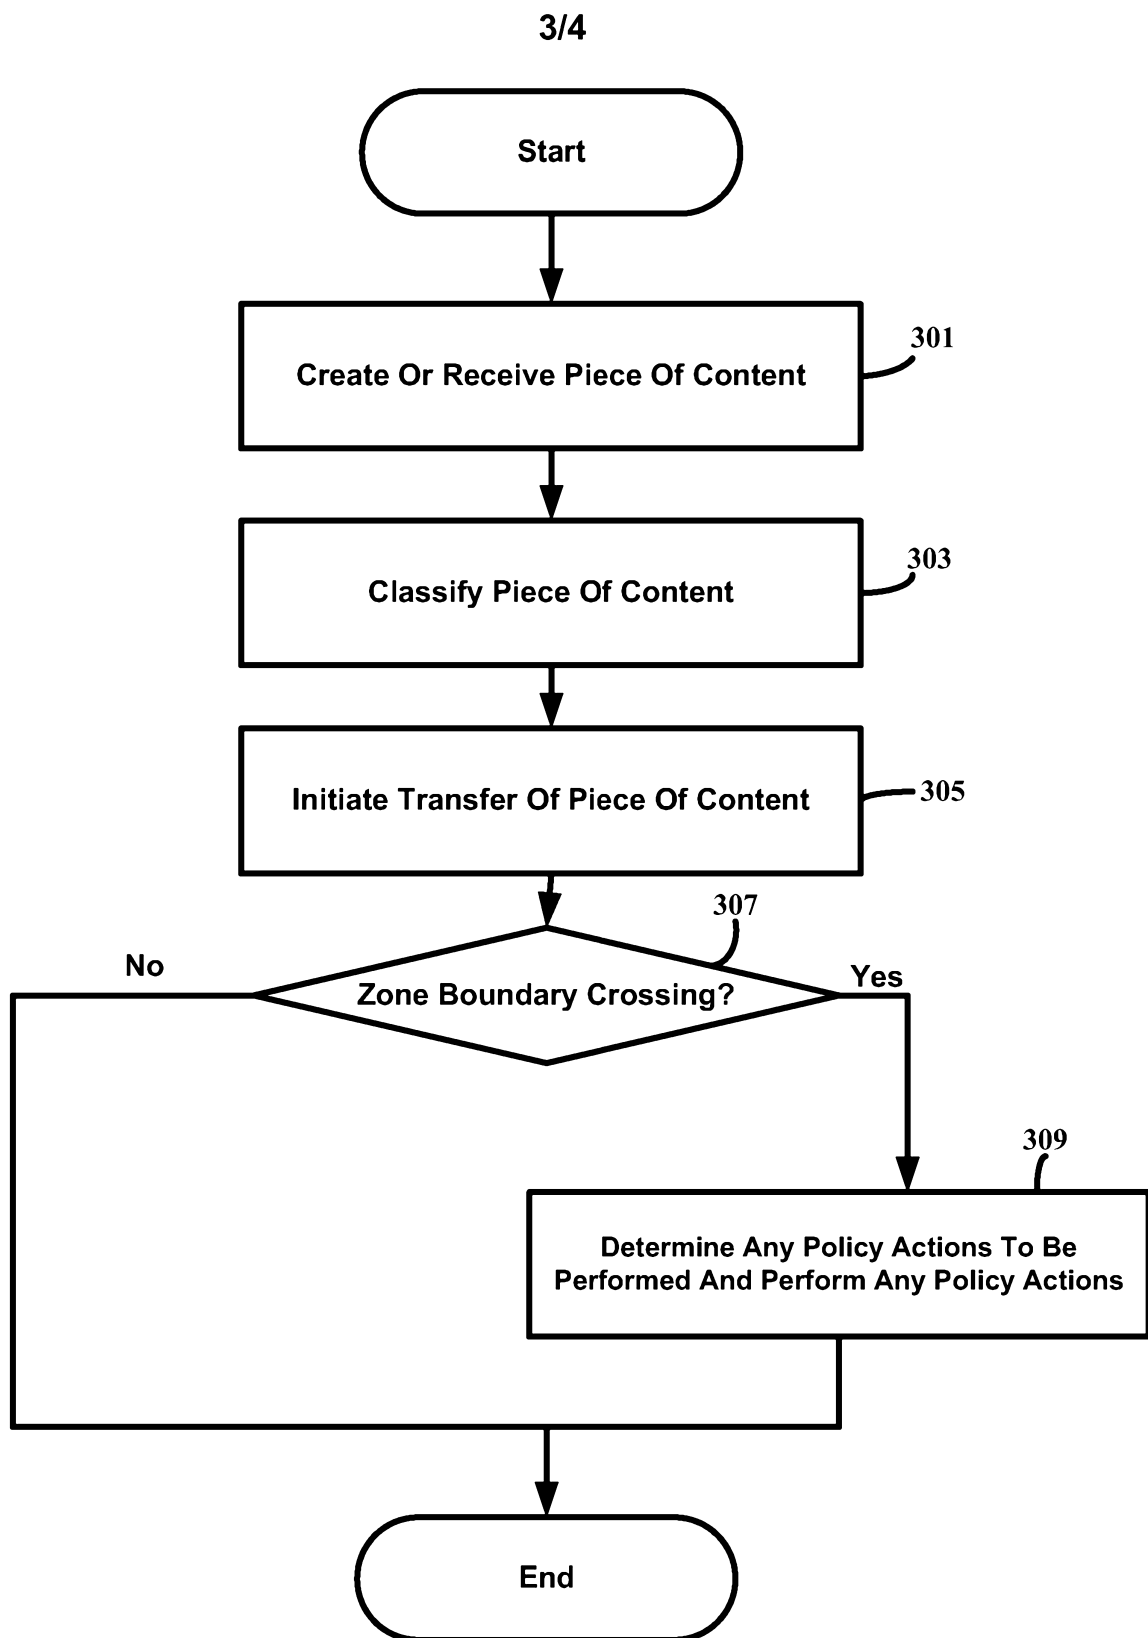 3/4
Start
Create Or Receive Piece Of Content
301
Classify Piece Of Content
303
Initiate Transfer Of Piece Of Content
305
307
No
Zone Boundary Crossing?
Yes
309
Determine Any Policy Actions To Be
Performed And Perform Any Policy Actions
End